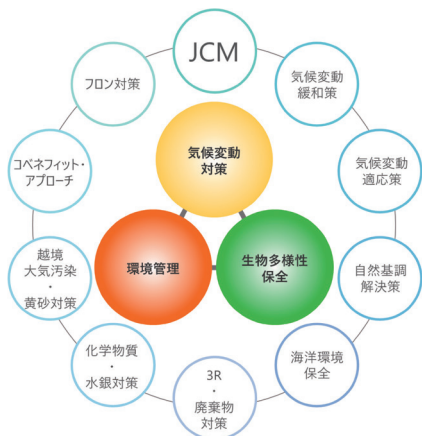 JCM
気候変動
緩和策
気候変動
適応策
自然基調
解決策
海洋環境
保全
3R
・
廃棄物
対策
化学物質
・
水銀対策
越境
大気汚染
・
黄砂対策
コベネフィット・
アプローチ
フロン対策
気候変動
対策
環境管理
生物多様性
保全